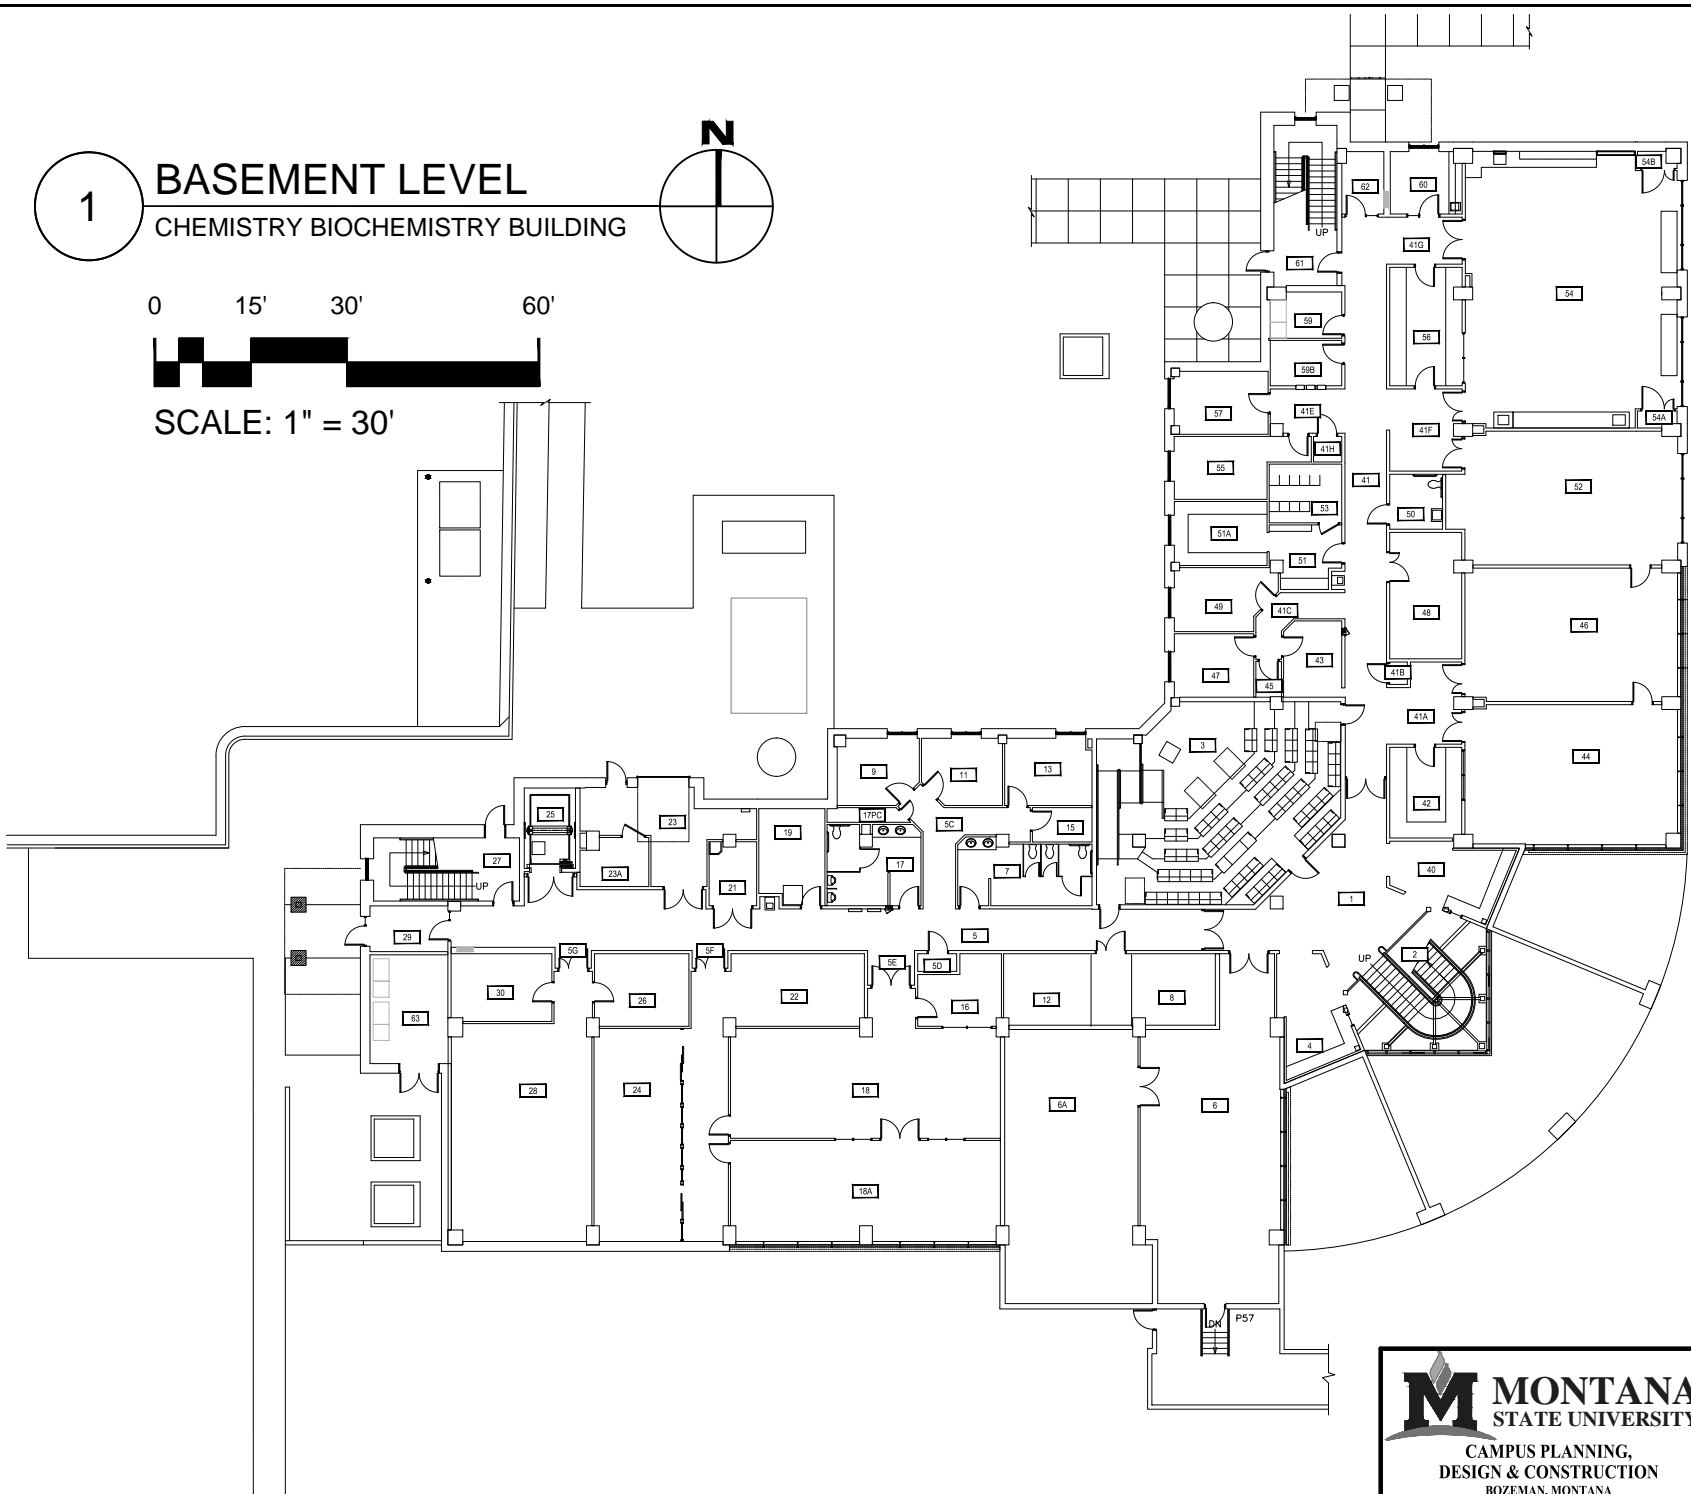 N
1
BASEMENT LEVEL
CHEMISTRY BIOCHEMISTRY BUILDING
0 15' 30' 60'
SCALE: 1" = 30'
54B
62 60
UP
41G
61
54
59
56
59B
57 41E
54A
41F
41H
55
41
52
53
50
51A
51
49 41C
48
46
43
47 45
41B
41A
3
44
9 11 13
42
25
17PC
23 19 5C 15
27
17
7
23A
40
UP
21
1
29
5
5G 5F
2
UP
5E 5D
30 26 22 16 12 8
63
4
28 24 18
6A 6
18A
DN P57
MONTANA
STATE UNIVERSITY
CAMPUS PLANNING,
DESIGN & CONSTRUCTION
BOZEMAN, MONTANA